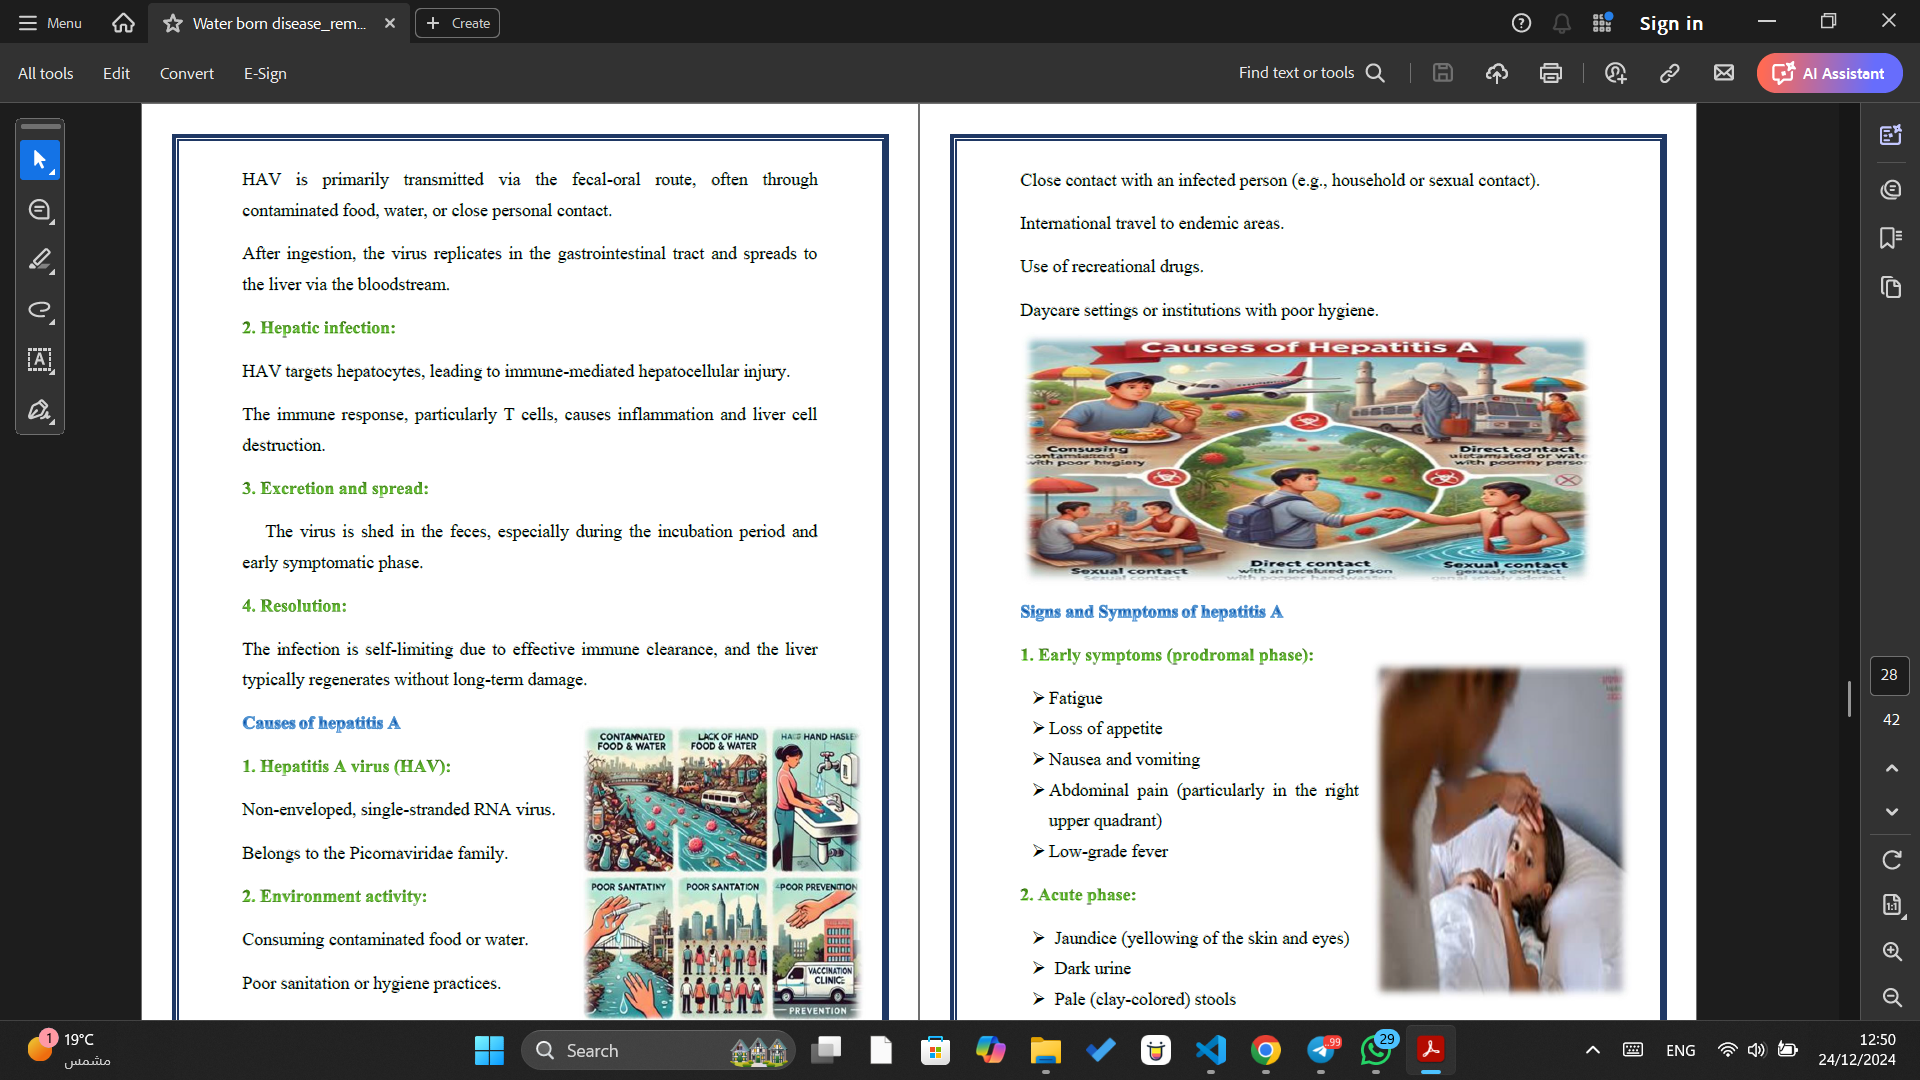 Menu
Water born disease_rem...
Create
Sign in
All tools
Edit
Convert
E-Sign
Find text or tools
AI Assistant
HAV is primarily transmitted via the fecal-oral route, often through
contaminated food, water, or close personal contact.
After ingestion, the virus replicates in the gastrointestinal tract and spreads to
the liver via the bloodstream.
2. Hepatic infection:
HAV targets hepatocytes, leading to immune-mediated hepatocellular injury.
The immune response, particularly T cells, causes inflammation and liver cell
destruction.
3. Excretion and spread:
The virus is shed in the feces, especially during the incubation period and
early symptomatic phase.
4. Resolution:
The infection is self-limiting due to effective immune clearance, and the liver
typically regenerates without long-term damage.
Causes of hepatitis A
1. Hepatitis A virus (HAV):
Non-enveloped, single-stranded RNA virus.
Belongs to the Picornaviridae family.
2. Environment activity:
Consuming contaminated food or water.
Poor sanitation or hygiene practices.
CONTAMNATED
FOOD & WATER
LACK OF HAND
FOOD & WATER
HAND HASLEP
POOR SANTATINY
POOR SANTATION
POOR PREVENTION
VACCINATION
CLINIC
PREVENTION
Close contact with an infected person (e.g., household or sexual contact).
International travel to endemic areas.
Use of recreational drugs.
Daycare settings or institutions with poor hygiene.
Causes of Hepatitis A
Consusing
with poor
Direct contact
or wate
with
Sexual contact
Sexual contact
Direct contact
with an person
with
Sexual contact
contact
Signs and Symptoms of hepatitis A
1. Early symptoms (prodromal phase):
➢ Fatigue
➢ Loss of appetite
➢ Nausea and vomiting
➢ Abdominal pain (particularly in the right
upper quadrant)
➢ Low-grade fever
2. Acute phase:
➢ Jaundice (yellowing of the skin and eyes)
➢ Dark urine
➢ Pale (clay-colored) stools
28
42
1:1
1
19°C
مشمس
Search
99
29
ENG
12:50
24/12/2024